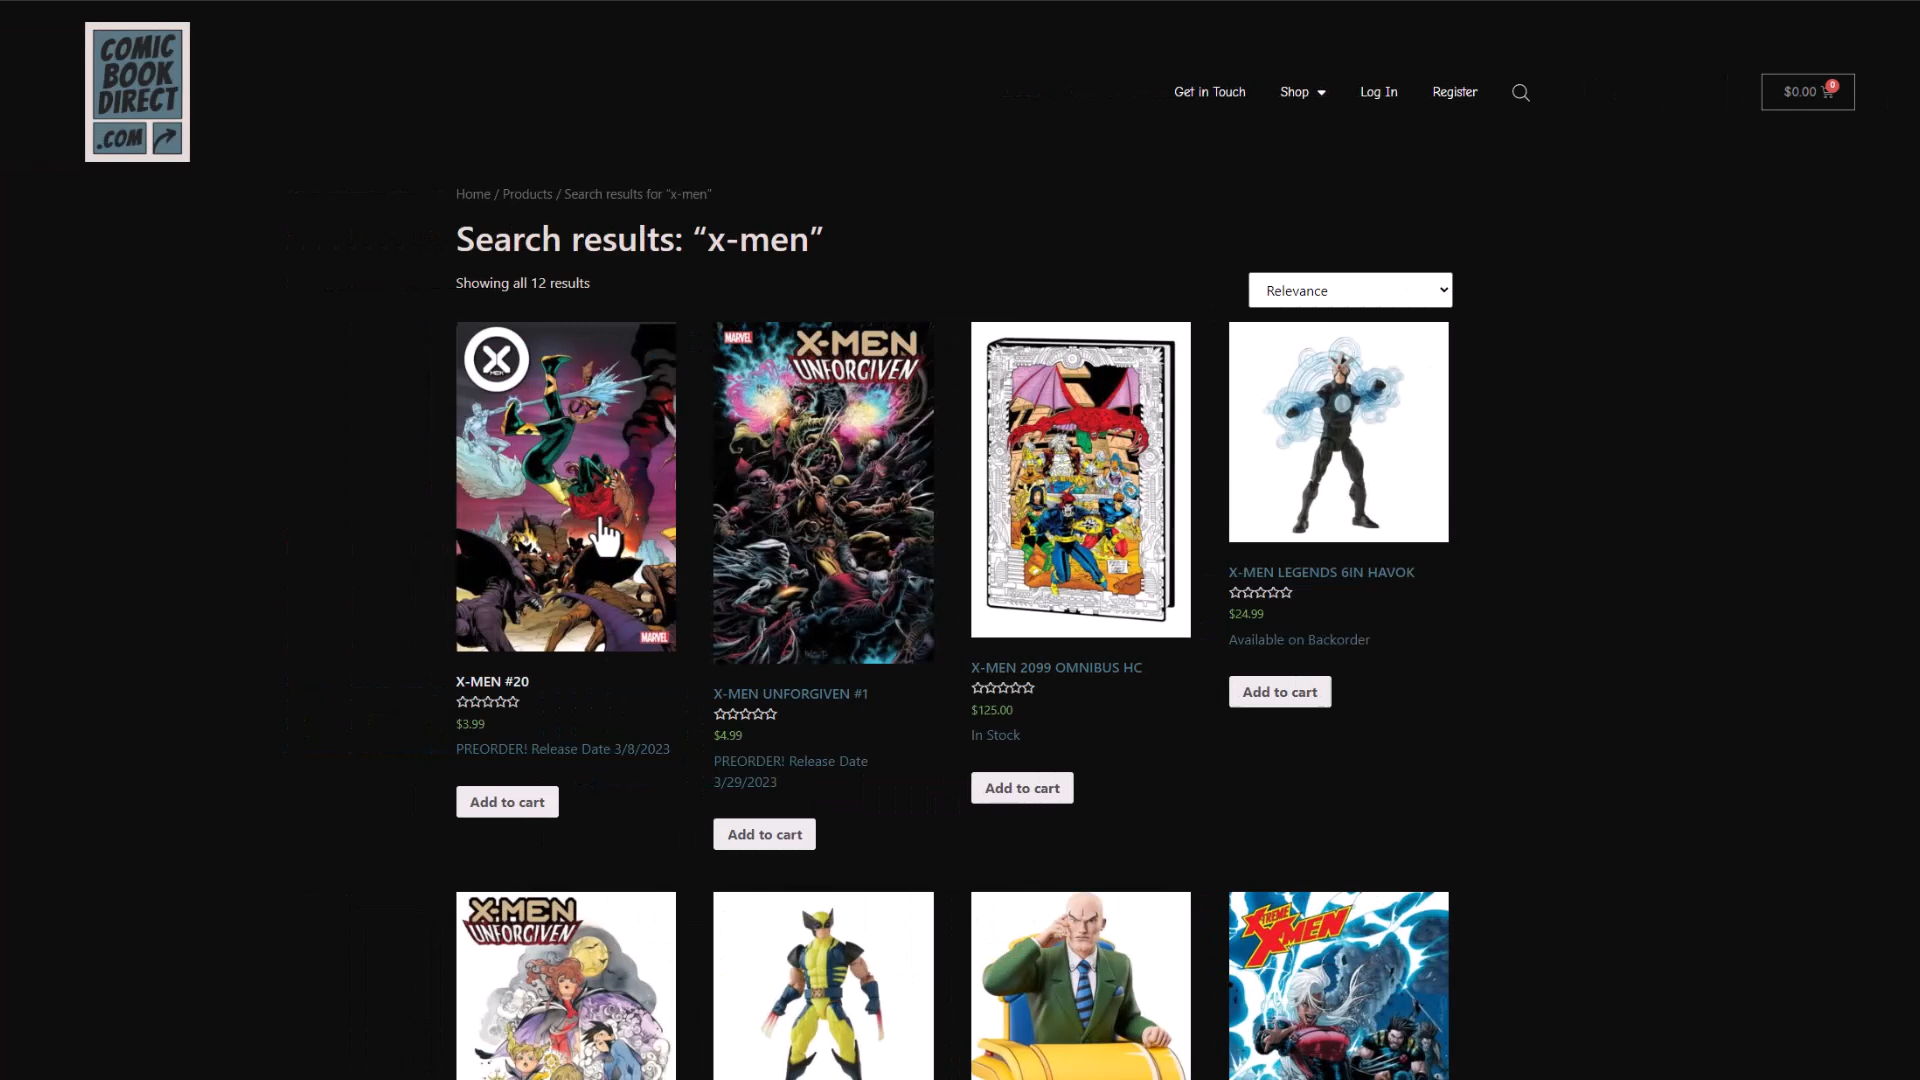 COMIC
BOOK
DIRECT
.COM
Get in Touch
Shop
Log In
Register
$0.00
0
Home / Products / Search results for “x-men”
Search results: “x-men”
Showing all 12 results
Relevance
X
MEN
MARVEL
X-MEN #20
$3.99
PREORDER! Release Date 3/8/2023
Add to cart
MARVEL
X-MEN
UNFORGIVEN
X-MEN UNFORGIVEN #1
$4.99
PREORDER! Release Date
3/29/2023
Add to cart
X-MEN 2099 OMNIBUS HC
$125.00
In Stock
Add to cart
X-MEN LEGENDS 6IN HAVOK
$24.99
Available on Backorder
Add to cart
X-MEN
UNFORGIVEN
X-TREME
X-MEN